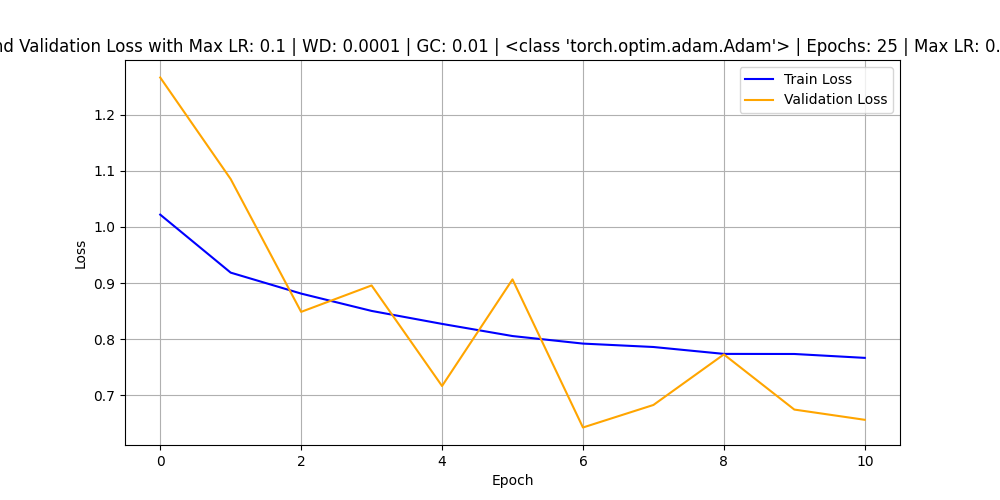 nd Validation Loss with Max LR: 0.1 | WD: 0.0001 | GC: 0.01 | <class 'torch.optim.adam.Adam'> | Epochs: 25 | Max LR: 0.
Train Loss
Validation Loss
1.2
1.1
1.0
0.9
0.8
0.7
Loss
0 2 4 6 8 10
Epoch